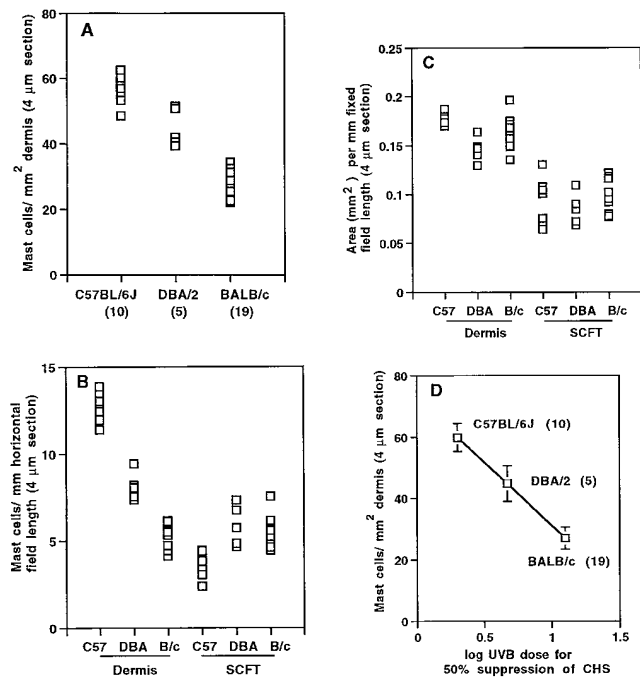 A
Mast cells/ mm² dermis (4 µm section)
80
60
40
20
0
C57BL/6J
(10)
DBA/2
(5)
BALB/c
(19)
C
Area (mm²) per mm fixed
field length (4 µm section)
0.25
0.2
0.15
0.1
0.05
0
C57 DBA B/c C57 DBA B/c
Dermis SCFT
B
Mast cells/ mm horizontal
field length (4 µm section)
15
10
5
0
C57 DBA B/c C57 DBA B/c
Dermis SCFT
D
Mast cells/ mm² dermis (4 µm section)
80
60
40
20
0
C57BL/6J (10)
DBA/2 (5)
BALB/c (19)
0 0.5 1.0 1.5
log UVB dose for
50% suppression of CHS